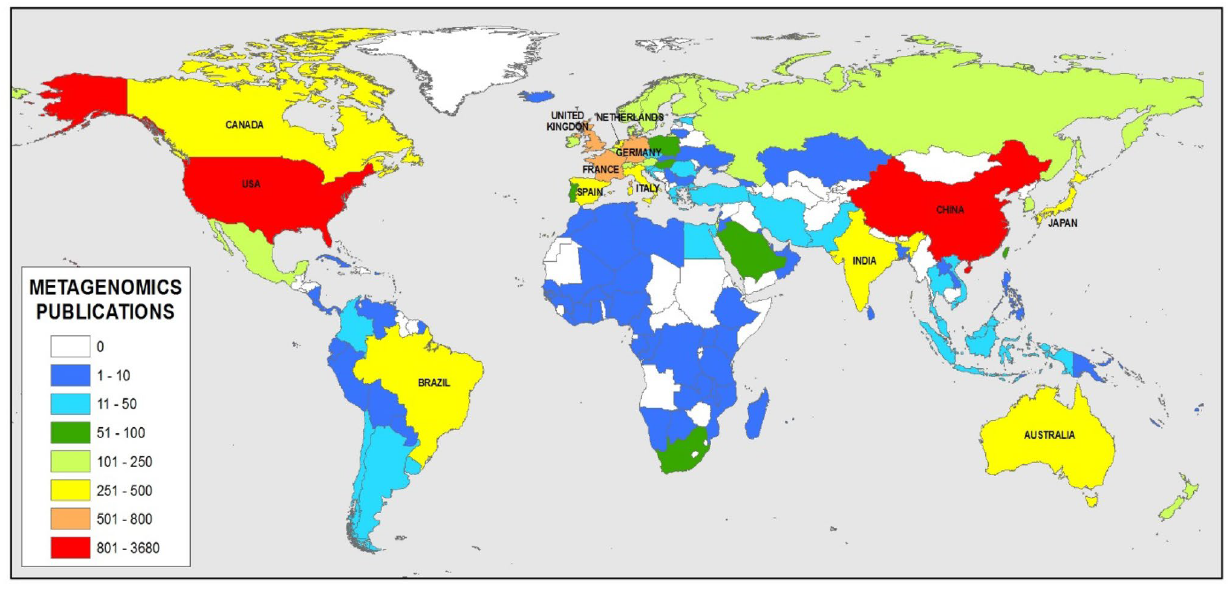 UNITED
KINGDOM
NETHERLANDS
CANADA
GERMANY
FRANCE
USA
SPAIN
ITALY
CHINA
JAPAN
INDIA
BRAZIL
AUSTRALIA
METAGENOMICS
PUBLICATIONS
0
1 - 10
11 - 50
51 - 100
101 - 250
251 - 500
501 - 800
801 - 3680